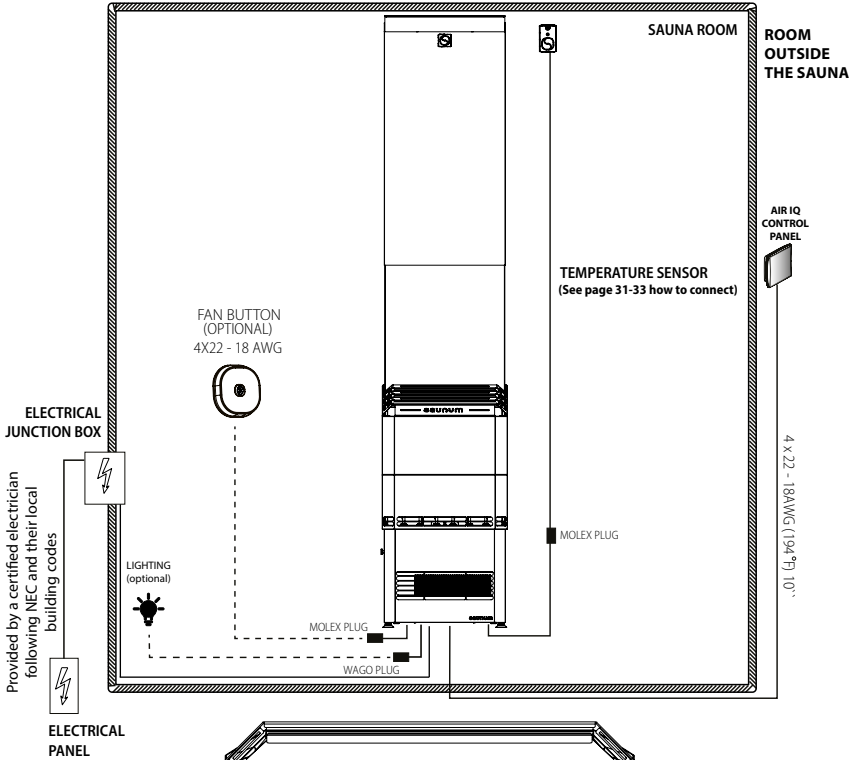 SAUNA ROOM
ROOM
OUTSIDE
THE SAUNA
AIR IQ
CONTROL
PANEL
TEMPERATURE SENSOR
(See page 31-33 how to connect)
FAN BUTTON
(OPTIONAL)
4X22 - 18 AWG
saunum
ELECTRICAL
JUNCTION BOX
4 x 22 - 18AWG (194°F) 10``
Provided by a certified electrician
following NEC and their local
building codes
MOLEX PLUG
LIGHTING
(optional)
saunum
MOLEX PLUG
WAGO PLUG
ELECTRICAL
PANEL